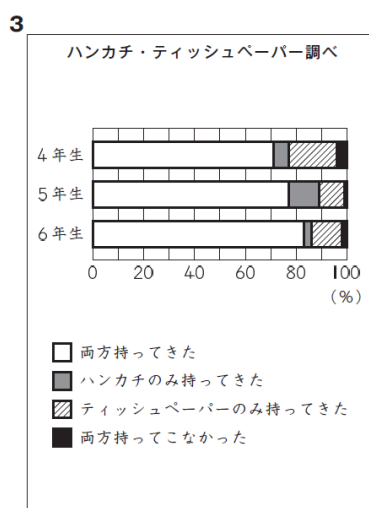 3
ハンカチ・ティッシュペーパー調べ
4年生
5年生
6年生
0 20 40 60 80 100
(%)
両方持ってきた
ハンカチのみ持ってきた
ティッシュペーパーのみ持ってきた
両方持ってこなかった